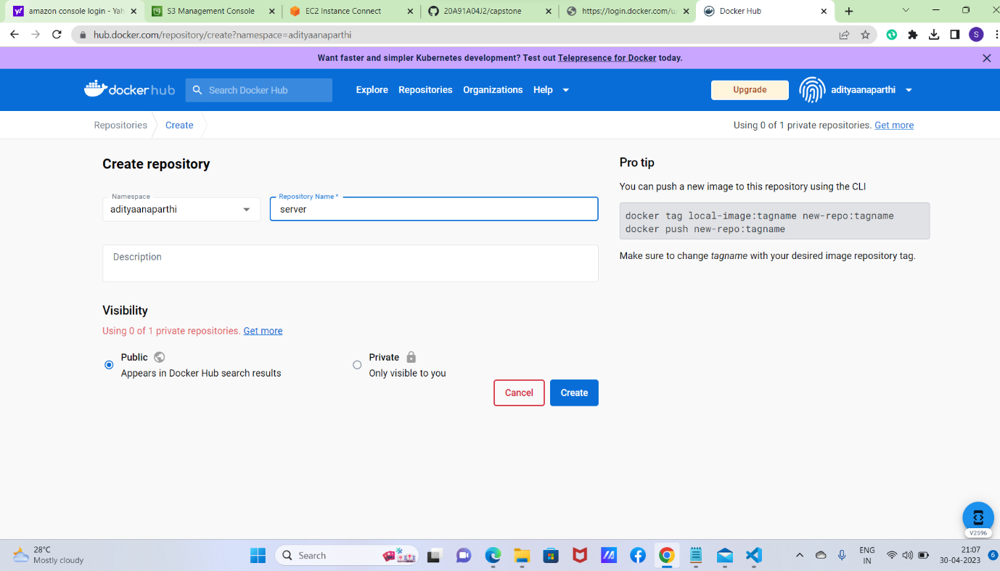 amazon console login - Yah
S3 Management Console
EC2 Instance Connect
20A91A04J2/capstone
https://login.docker.com/u/
Docker Hub
hub.docker.com/repository/create?namespace=adityaanaparthi
S
Want faster and simpler Kubernetes development? Test out Telepresence for Docker today.
dockerhub
Search Docker Hub
Explore
Repositories
Organizations
Help
Upgrade
adityaanaparthi
Repositories
Create
Using 0 of 1 private repositories. Get more
Create repository
Namespace
adityaanaparthi
Repository Name *
server
Description
Visibility
Using 0 of 1 private repositories. Get more
Public
Appears in Docker Hub search results
Private
Only visible to you
Cancel
Create
Pro tip
You can push a new image to this repository using the CLI
docker tag local-image:tagname new-repo:tagname
docker push new-repo:tagname
Make sure to change tagname with your desired image repository tag.
V2596
28°C
Mostly cloudy
Search
ENG
IN
21:07
30-04-2023
6